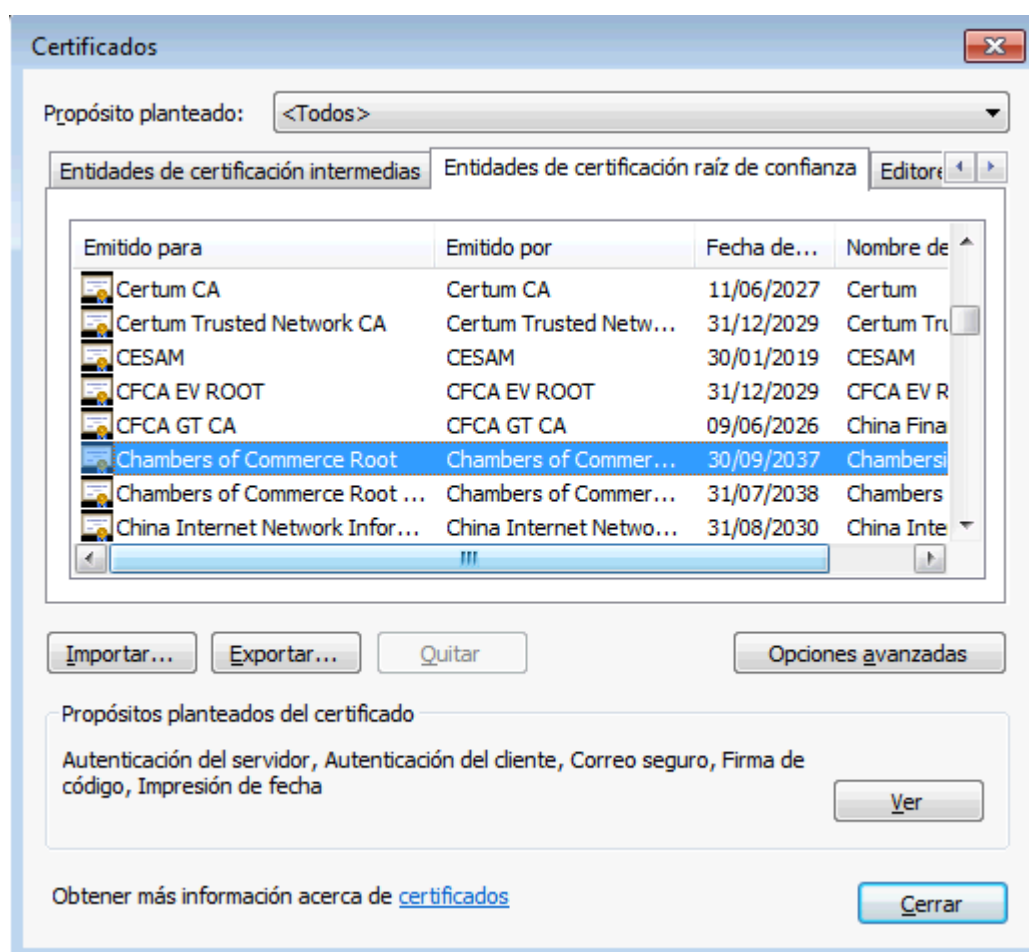 Certificados
Propósito planteado: <Todos>
Entidades de certificación intermedias Entidades de certificación raíz de confianza Editore
Emitido para Emitido por Fecha de... Nombre de
Certum CA Certum CA 11/06/2027 Certum
Certum Trusted Network CA Certum Trusted Netw... 31/12/2029 Certum Tru
CESAM CESAM 30/01/2019 CESAM
CFCA EV ROOT CFCA EV ROOT 31/12/2029 CFCA EV R
CFCA GT CA CFCA GT CA 09/06/2026 China Fina
Chambers of Commerce Root Chambers of Commer... 30/09/2037 Chambersi
Chambers of Commerce Root ... Chambers of Commer... 31/07/2038 Chambers
China Internet Network Infor... China Internet Netwo... 31/08/2030 China Inte
Importar... Exportar... Quitar Opciones avanzadas
Propósitos planteados del certificado
Autenticación del servidor, Autenticación del cliente, Correo seguro, Firma de
código, Impresión de fecha
Ver
Obtener más información acerca de certificados
Cerrar